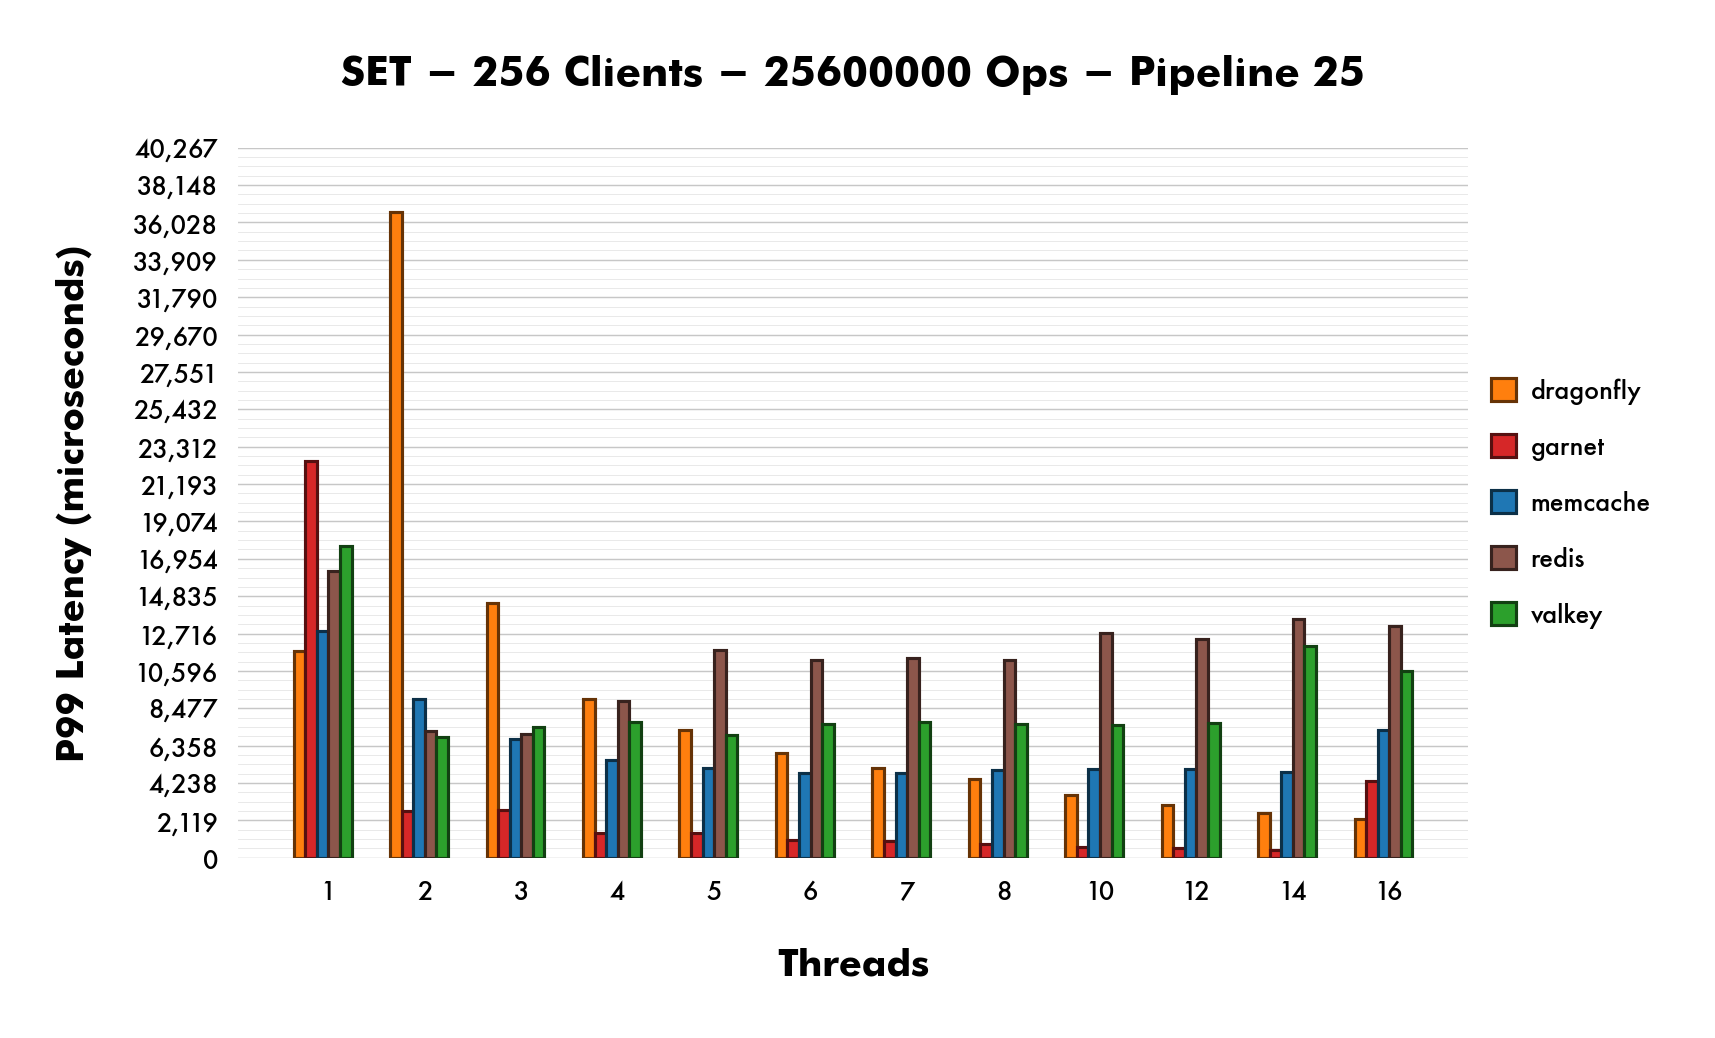 SET – 256 Clients – 25600000 Ops – Pipeline 25
P99 Latency (microseconds)
40,267
38,148
36,028
33,909
31,790
29,670
27,551
25,432
23,312
21,193
19,074
16,954
14,835
12,716
10,596
8,477
6,358
4,238
2,119
0
1 2 3 4 5 6 7 8 10 12 14 16
Threads
dragonfly
garnet
memcache
redis
valkey